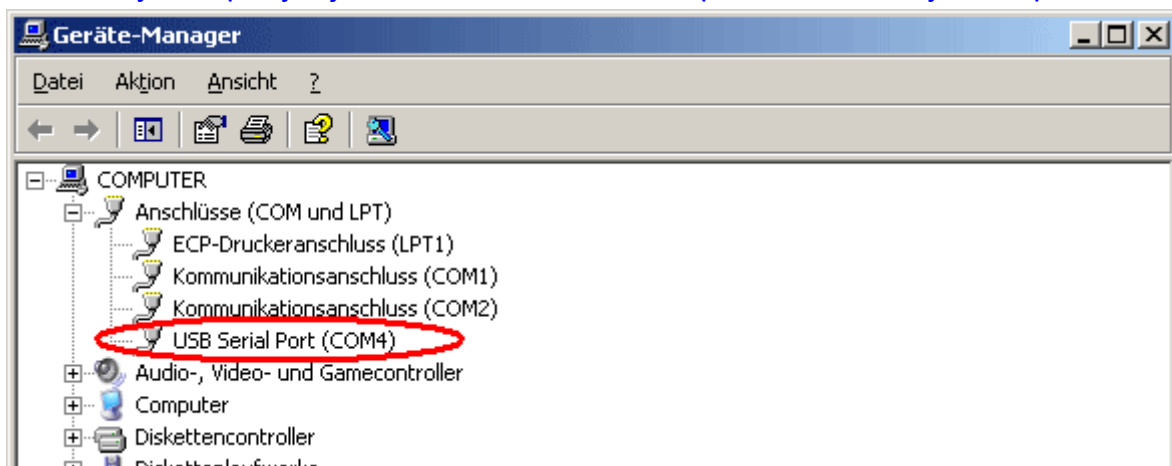 Geräte-Manager
Datei Aktion Ansicht ?
COMPUTER
Anschlüsse (COM und LPT)
ECP-Druckeranschluss (LPT1)
Kommunikationsanschluss (COM1)
Kommunikationsanschluss (COM2)
USB Serial Port (COM4)
Audio-, Video- und Gamecontroller
Computer
Diskettencontroller